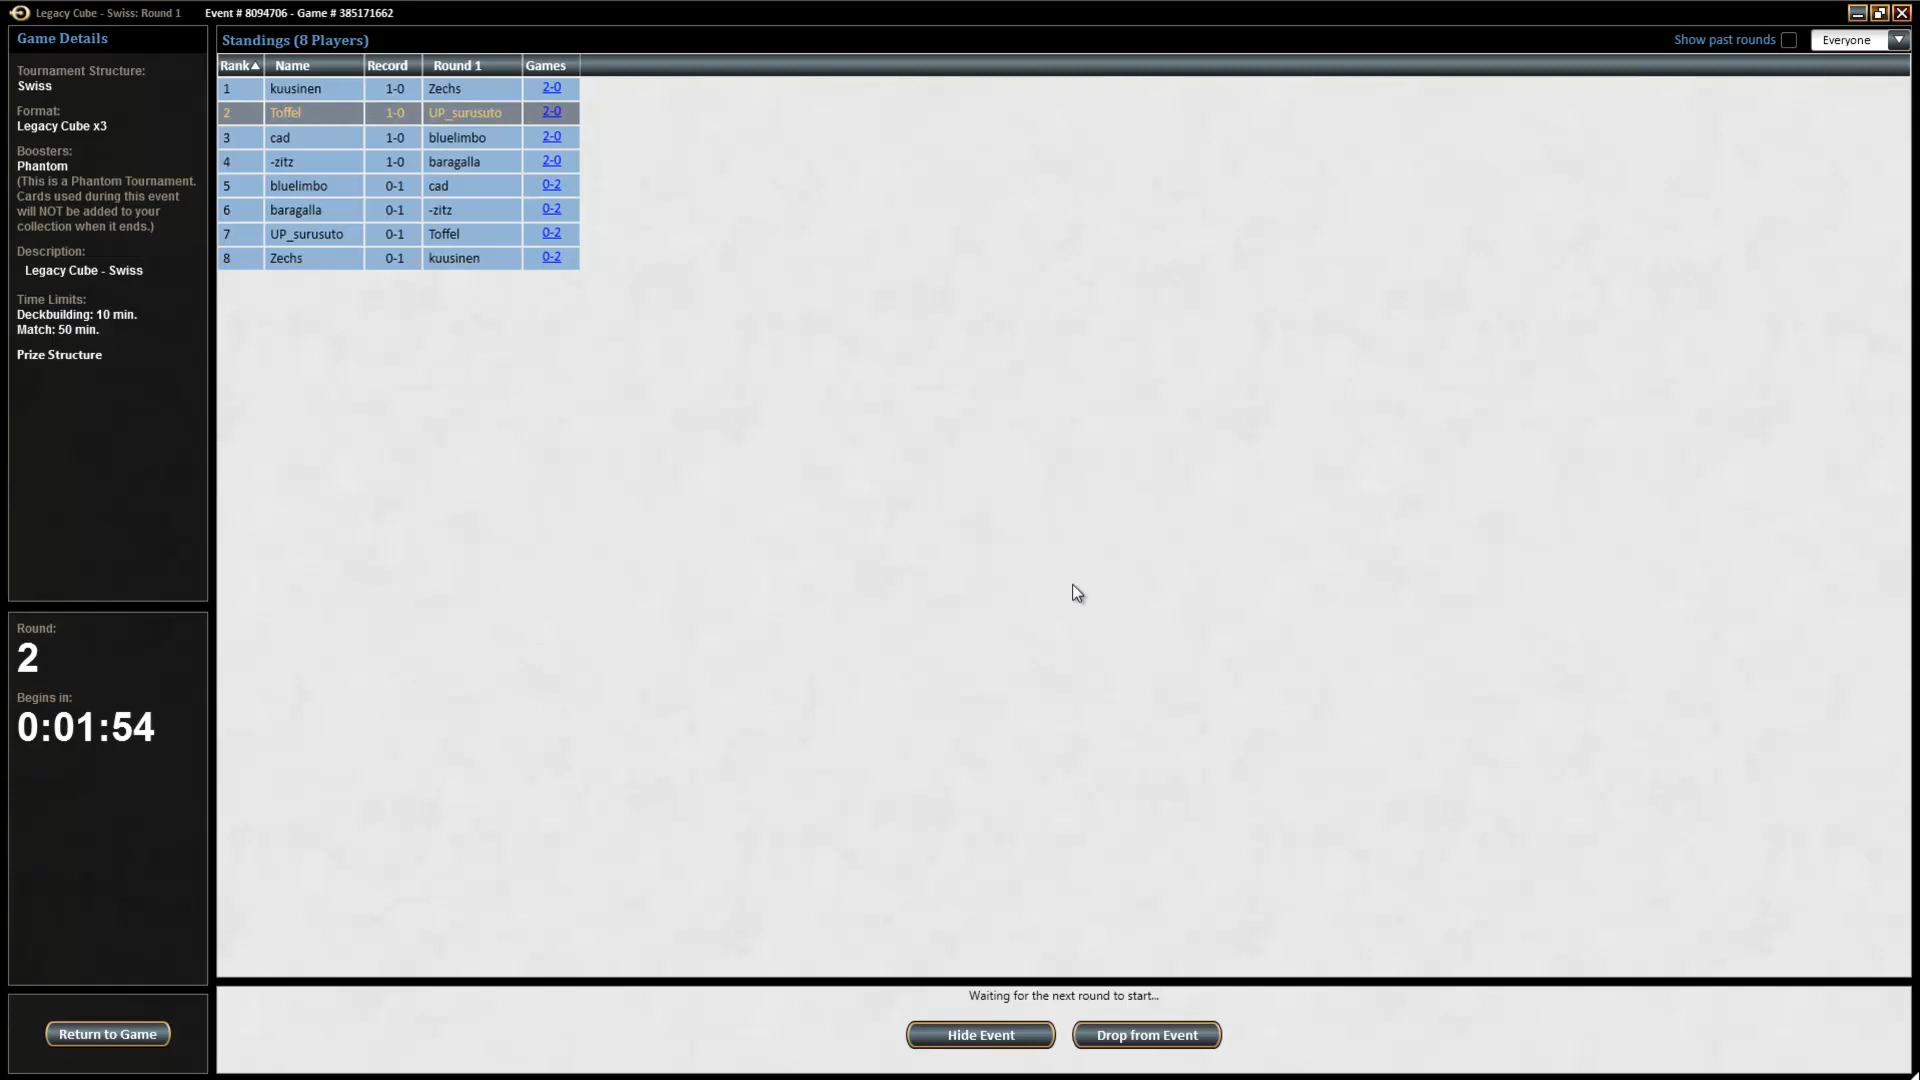 Legacy Cube - Swiss: Round 1 Event # 8094706 - Game # 385171662
Game Details
Tournament Structure:
Swiss
Format:
Legacy Cube x3
Boosters:
Phantom
(This is a Phantom Tournament.
Cards used during this event
will NOT be added to your
collection when it ends.)
Description:
Legacy Cube - Swiss
Time Limits:
Deckbuilding: 10 min.
Match: 50 min.
Prize Structure
Round:
2
Begins in:
0:01:54
Return to Game
Standings (8 Players) Show past rounds Everyone
Rank Name Record Round 1 Games
1 kuusinen 1-0 Zechs 2-0
2 Toffel 1-0 UP_surusuto 2-0
3 cad 1-0 bluelimbo 2-0
4 -zitz 1-0 baragalla 2-0
5 bluelimbo 0-1 cad 0-2
6 baragalla 0-1 -zitz 0-2
7 UP_surusuto 0-1 Toffel 0-2
8 Zechs 0-1 kuusinen 0-2
Waiting for the next round to start...
Hide Event Drop from Event